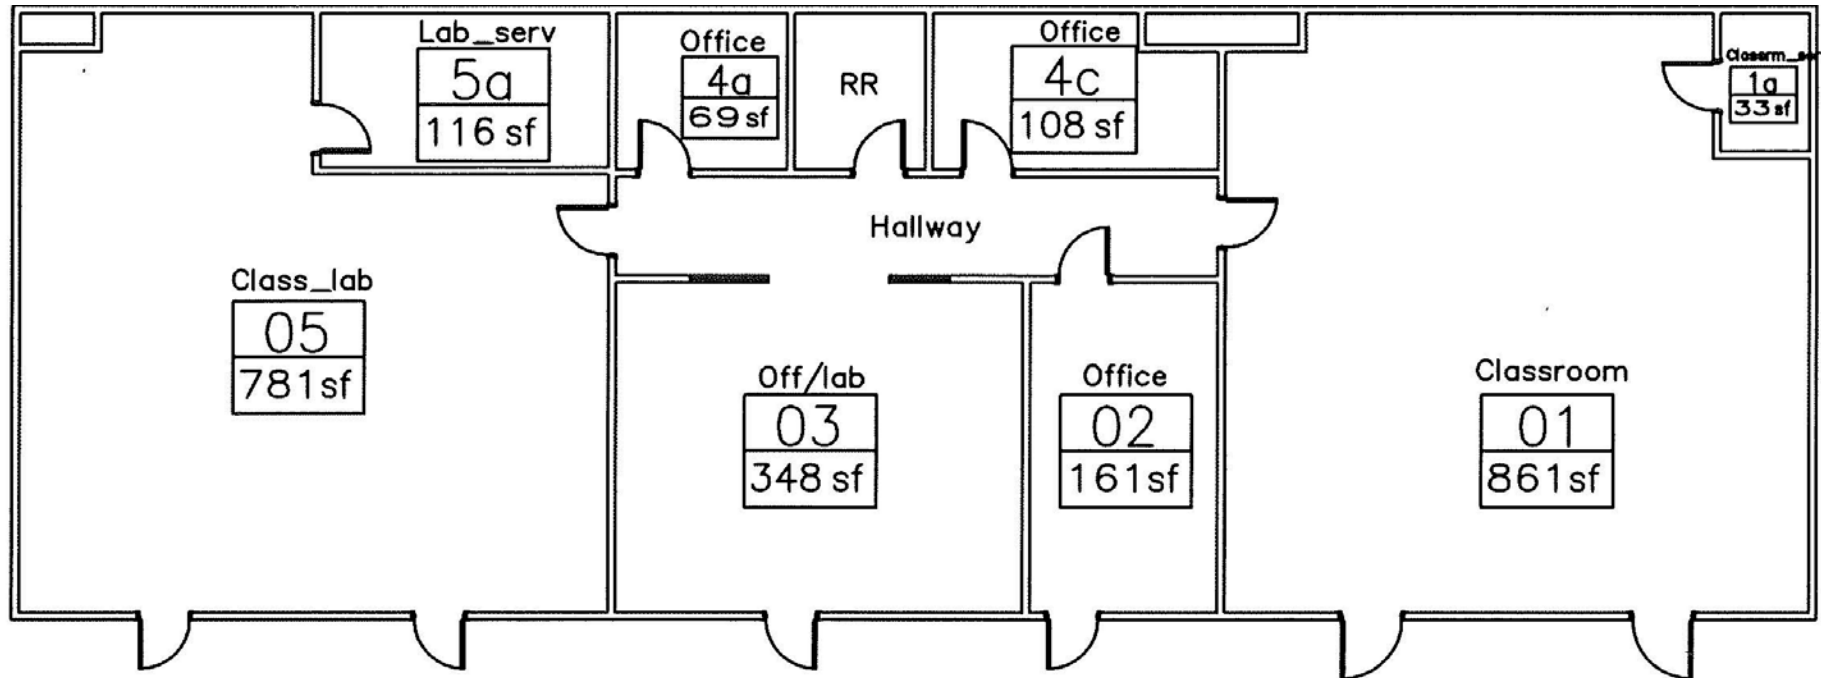 Lab_serv
5a
116 sf
Office
4a
69 sf
RR
Office
4c
108 sf
1a
33 sf
Hallway
Class_lab
05
781sf
Off/lab
03
348 sf
Office
02
161sf
Classroom
01
861sf